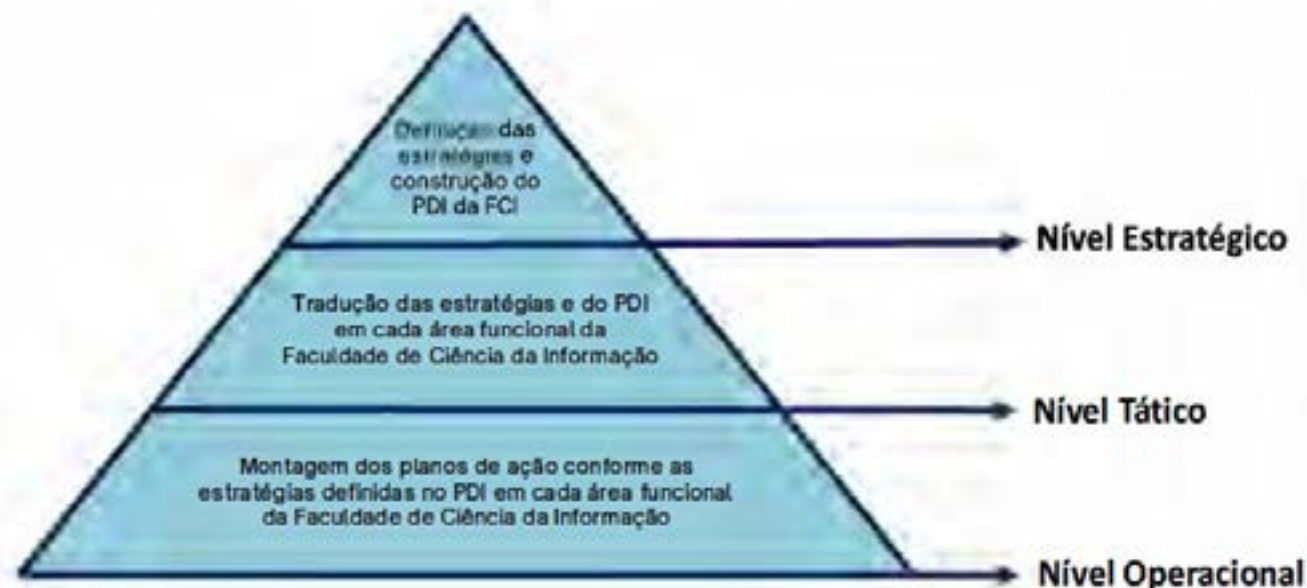 Definição das
estratégias e
construção do
PDI da FCI
Nível Estratégico
Tradução das estratégias e do PDI
em cada área funcional da
Faculdade de Ciência da Informação
Nível Tático
Montagem dos planos de ação conforme as
estratégias definidas no PDI em cada área funcional
da Faculdade de Ciência da Informação
Nível Operacional